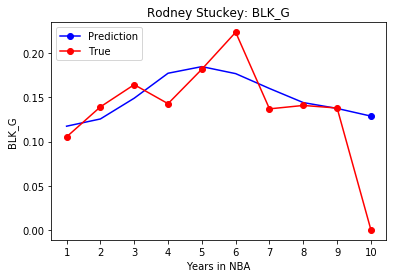 Rodney Stuckey: BLK_G
Prediction
True
BLK_G
0.20
0.15
0.10
0.05
0.00
1 2 3 4 5 6 7 8 9 10
Years in NBA